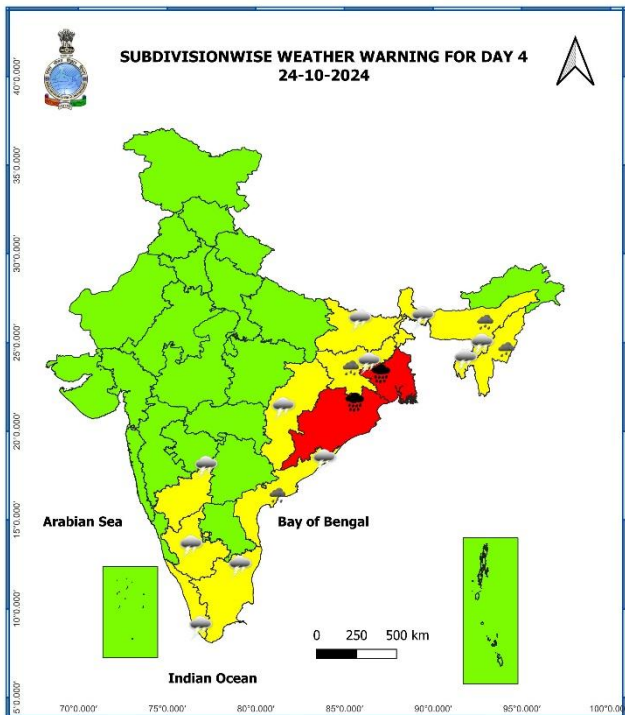 SUBDIVISIONWISE WEATHER WARNING FOR DAY 4
24-10-2024
40°0.000'
35°0.000'
30°0.000'
25°0.000'
20°0.000'
15°0.000'
10°0.000'
5°0.000'
Arabian Sea
Bay of Bengal
0 250 500 km
Indian Ocean
70°0.000' 75°0.000' 80°0.000' 85°0.000' 90°0.000' 95°0.000' 100°0.00